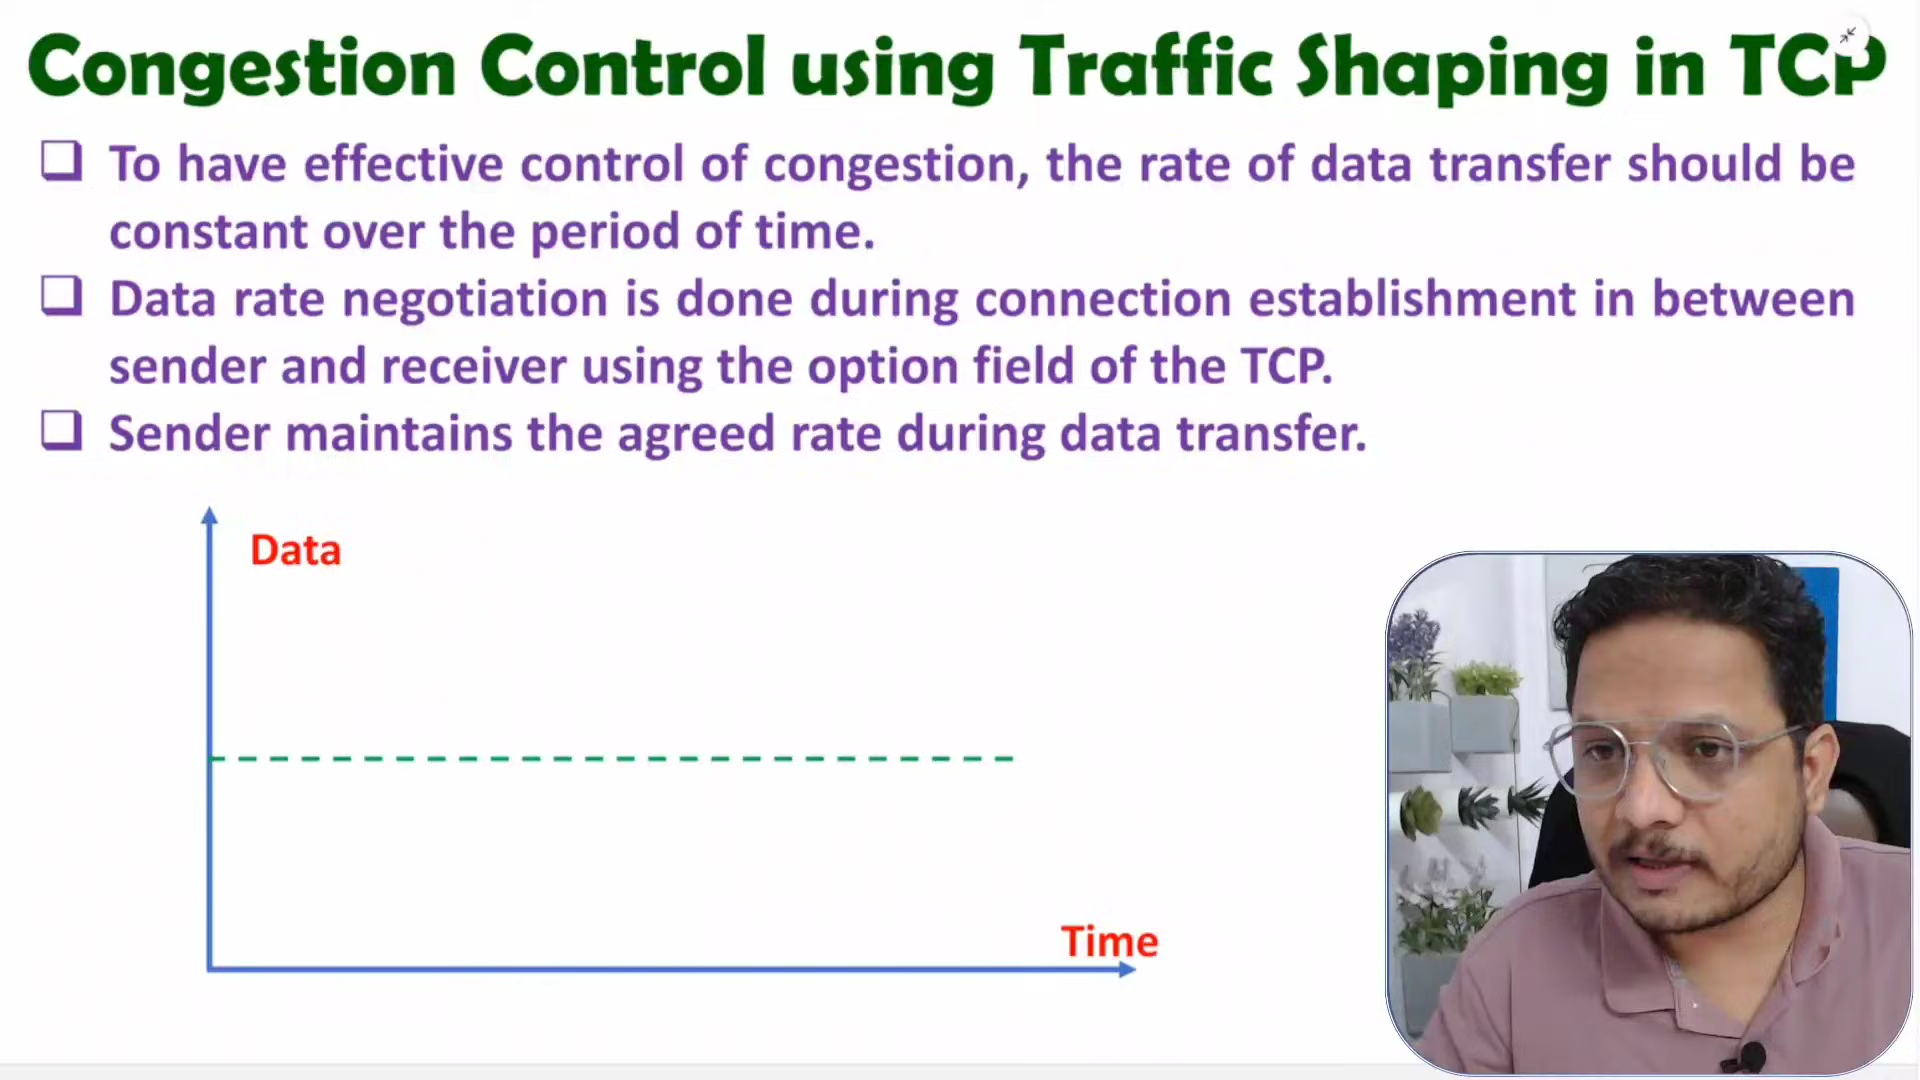 Congestion Control using Traffic Shaping in TCP
To have effective control of congestion, the rate of data transfer should be
constant over the period of time.
Data rate negotiation is done during connection establishment in between
sender and receiver using the option field of the TCP.
Sender maintains the agreed rate during data transfer.
Data
Time